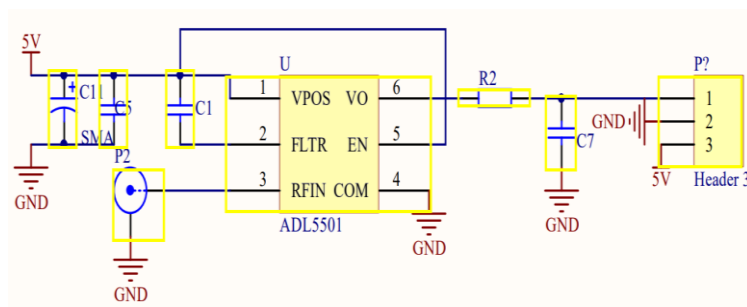 5V
C11
C5
SMA
GND
P2
GND
C1
U
1 VPOS VO 6
2 FLTR EN 5
3 RFIN COM 4
ADL5501
GND
R2
C7
GND
P?
1
GND 2
3
5V
Header 3